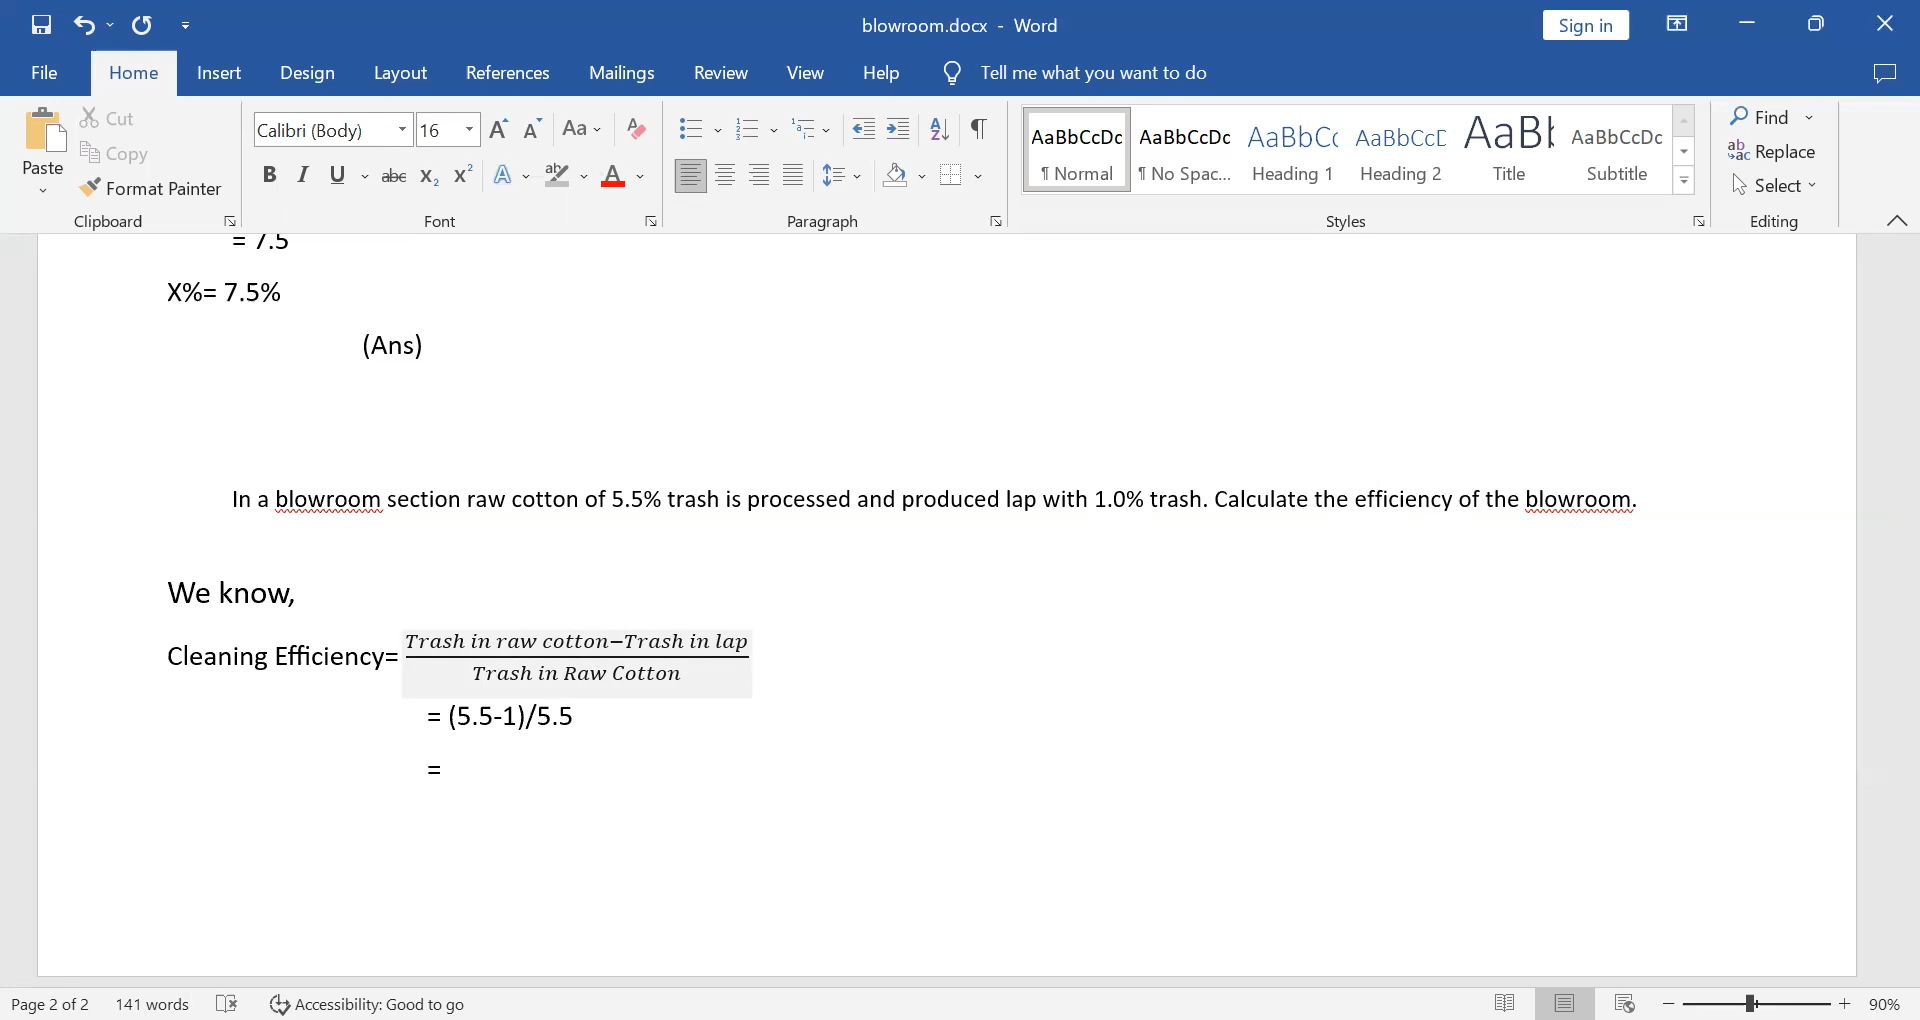 blowroom.docx - Word
Sign in
File Home Insert Design Layout References Mailings Review View Help Tell me what you want to do
Paste
Cut
Copy
Format Painter
Clipboard
Calibri (Body) 16
Font
Paragraph
AaBbCcDc AaBbCcDc AaBbC AaBbCcD AaB AaBbCcDc
¶ Normal ¶ No Spac... Heading 1 Heading 2 Title Subtitle
Styles
Find
Replace
Select
Editing
= 7.5
X%= 7.5%
(Ans)
In a blowroom section raw cotton of 5.5% trash is processed and produced lap with 1.0% trash. Calculate the efficiency of the blowroom.
We know,
Cleaning Efficiency= Trash in raw cotton−Trash in lap
Trash in Raw Cotton
= (5.5-1)/5.5
=
Page 2 of 2 141 words Accessibility: Good to go 90%